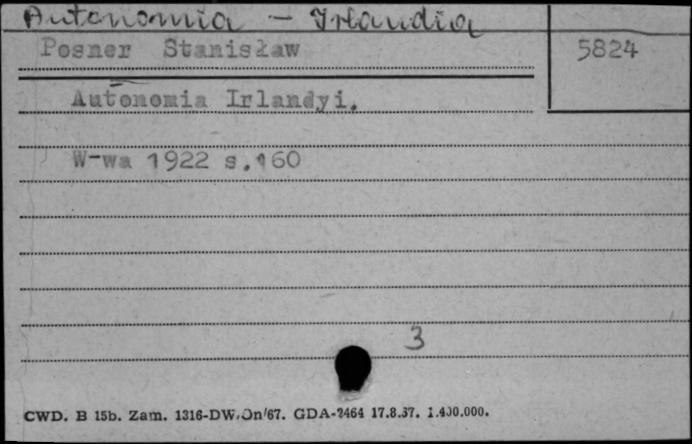 Autonomia - Irlandia
Posner Stanisław 5824
Autonomia Irlandyi.
W-wa 1922 s.160
3
CWD. B 15b. Zam. 1316-DW.On/67. GDA-2464 17.8.67. 1.400.000.